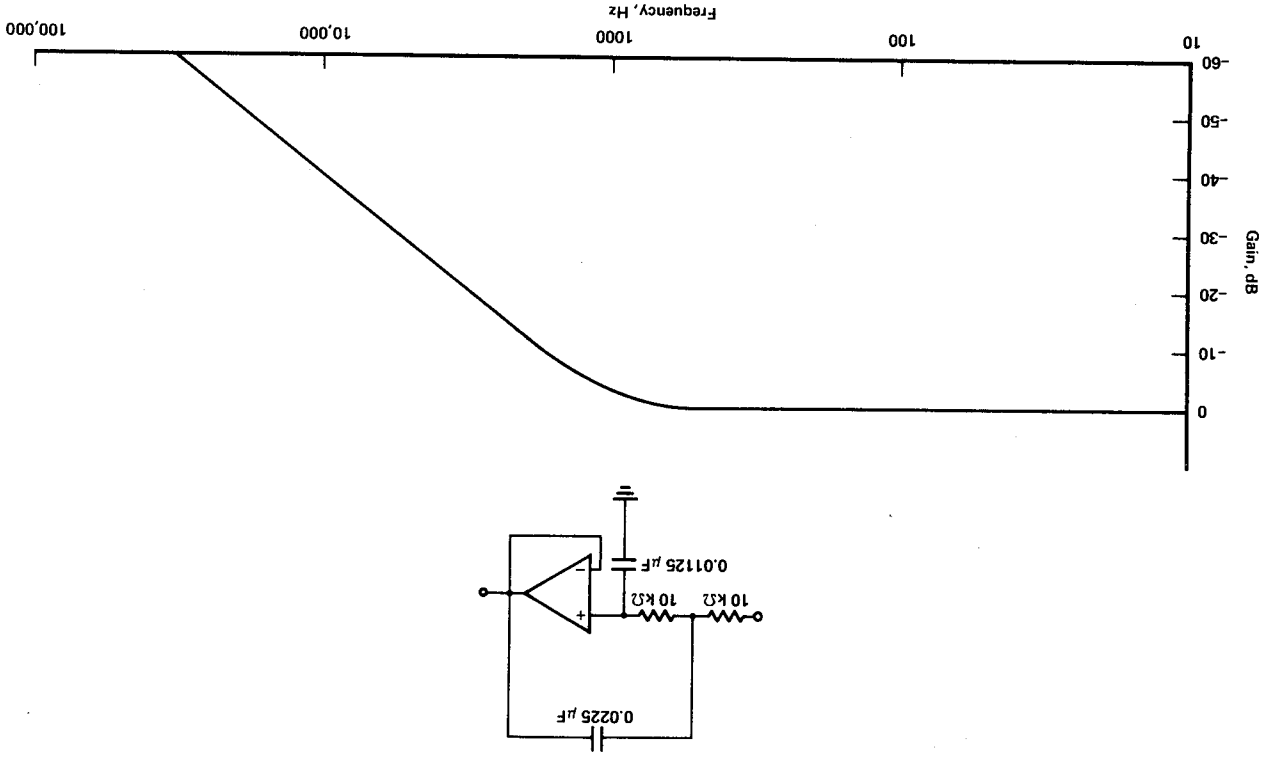 0.0225 μF
10 kΩ 10 kΩ
+
0.01125 μF
−
0
-10
-20
Gain, dB
-30
-40
-50
-60
10 100 1000 10,000 100,000
Frequency, Hz